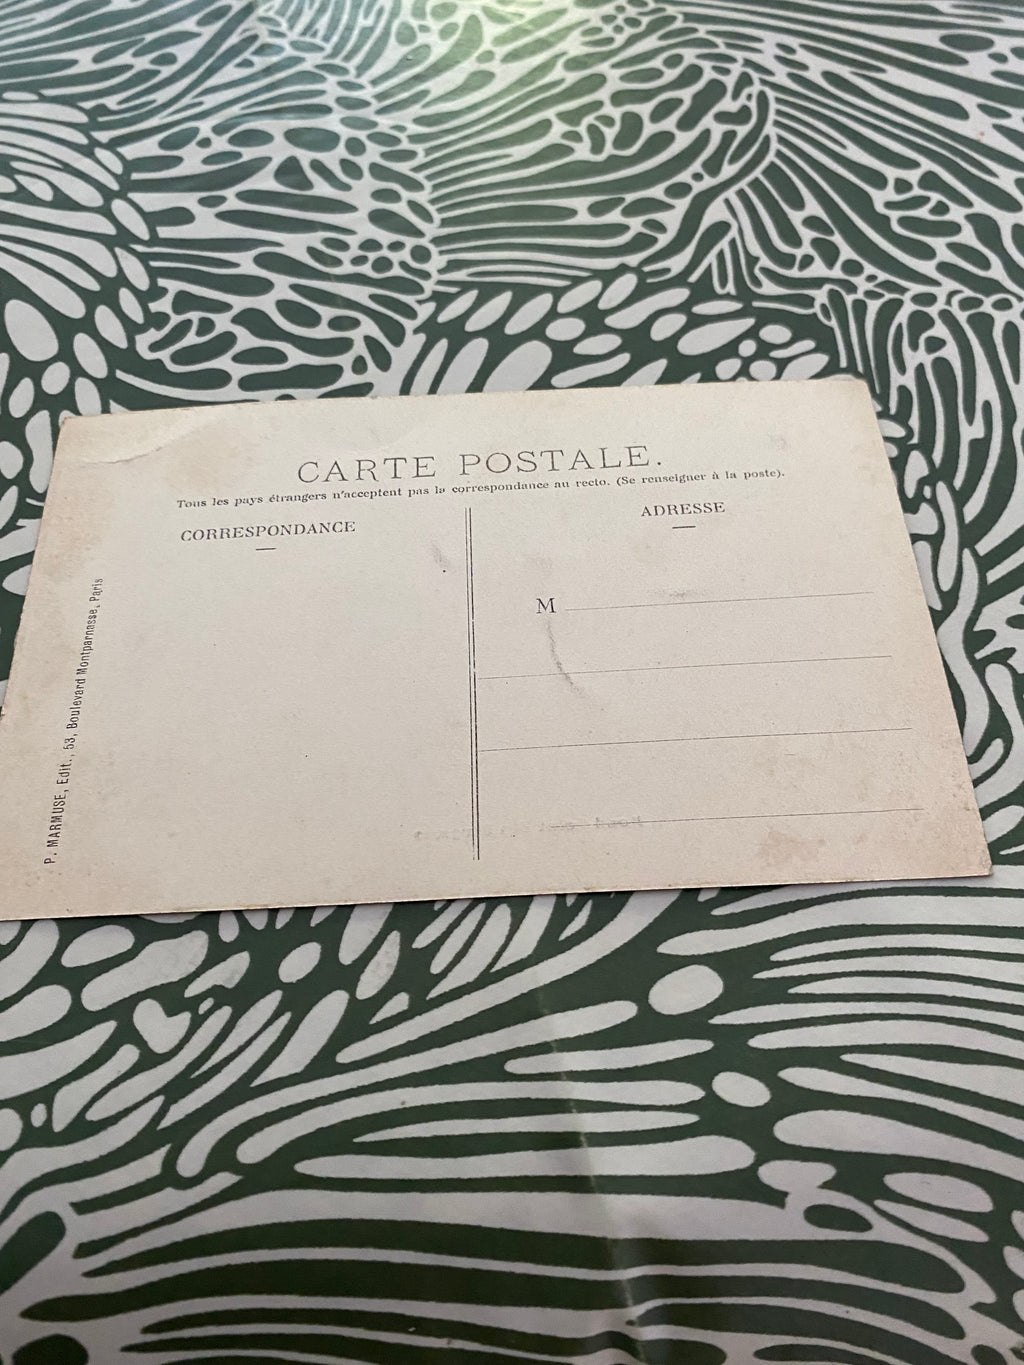 CARTE POSTALE.
Tous les pays étrangers n'acceptent pas la correspondance au recto. (Se renseigner à la poste).
CORRESPONDANCE
ADRESSE
M
P. MARMUSE, Edit., 53, Boulevard Montparnasse, Paris